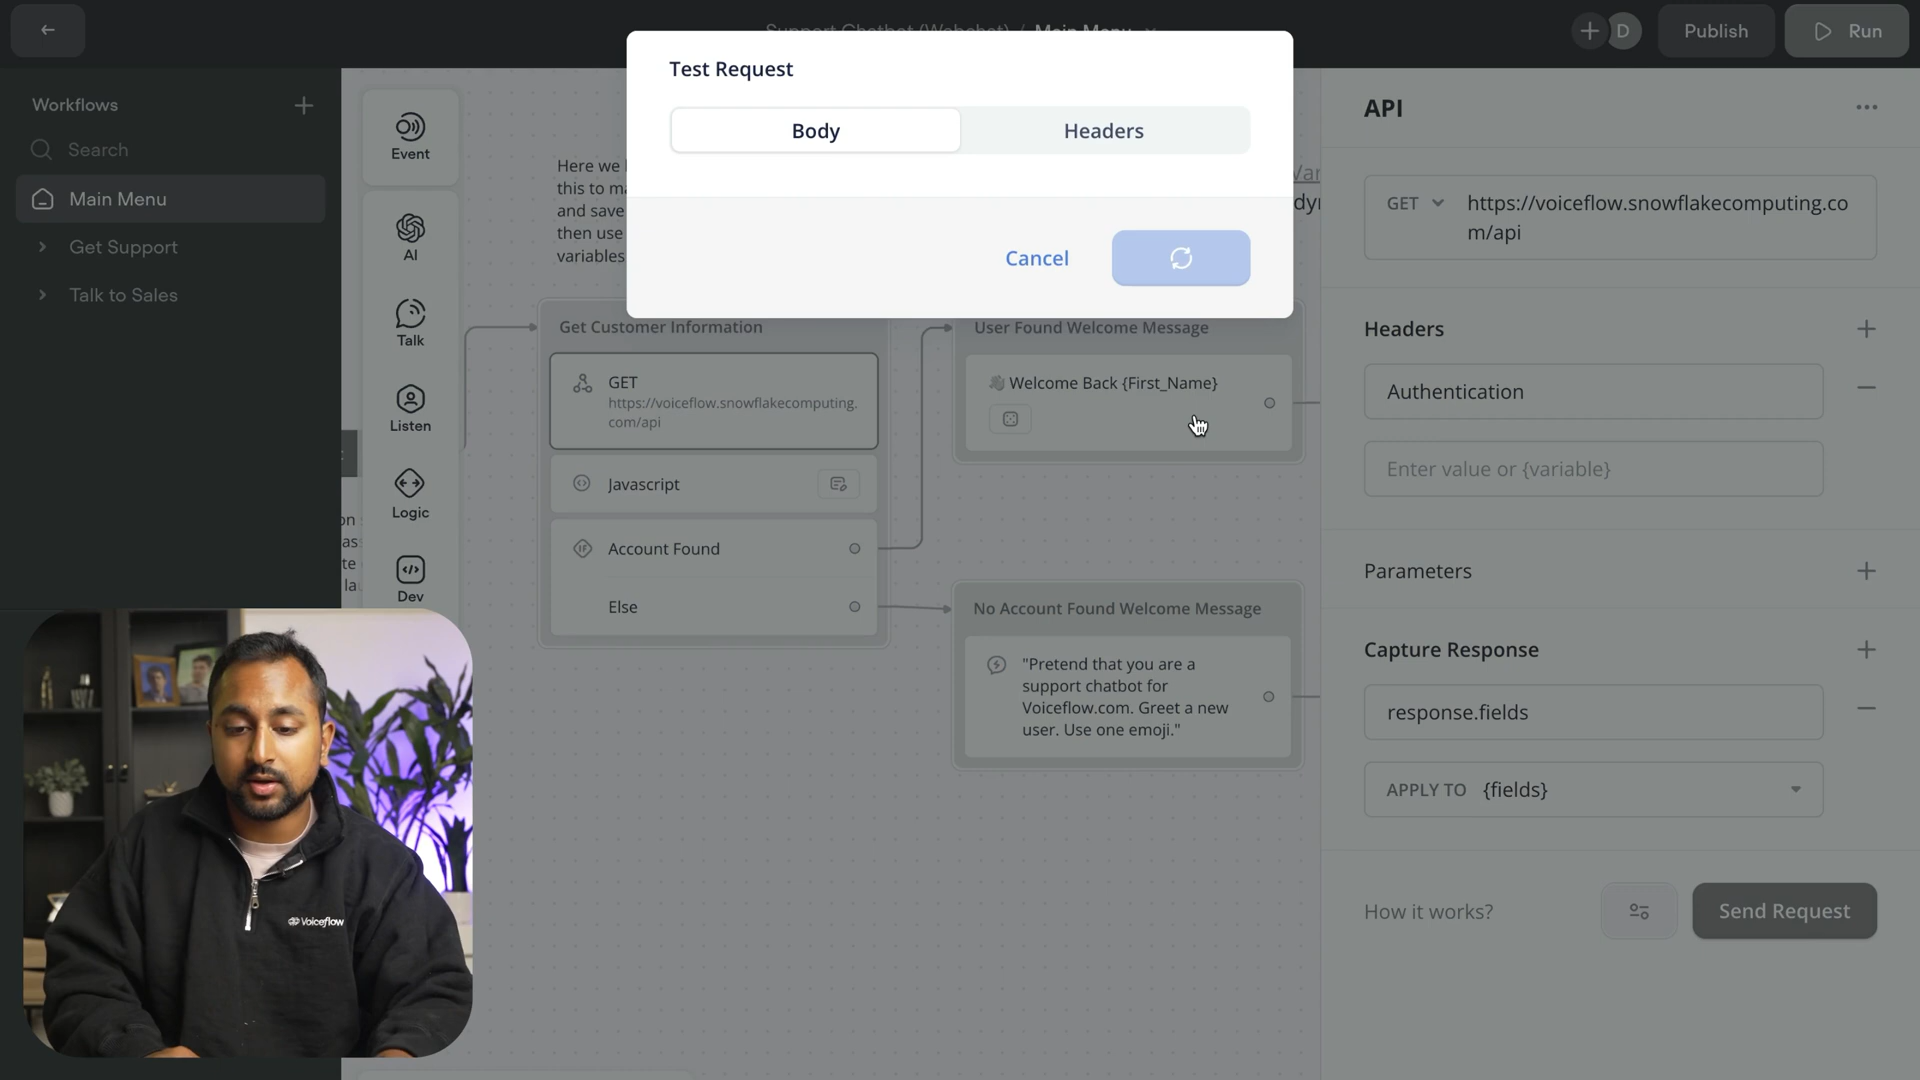 Support Chatbot (Webchat) / Main Menu
D
Publish
Run
Workflows
Search
Main Menu
Get Support
Talk to Sales
Event
AI
Talk
Listen
Logic
Dev
Here we
this to
and save
then use
variables
Test Request
Body
Headers
Cancel
Get Customer Information
GET
https://voiceflow.snowflakecomputing.
com/api
Javascript
Account Found
Else
User Found Welcome Message
👋 Welcome Back {First_Name}
No Account Found Welcome Message
"Pretend that you are a
support chatbot for
Voiceflow.com. Greet a new
user. Use one emoji."
API
GET
https://voiceflow.snowflakecomputing.co
m/api
Headers
Authentication
Enter value or {variable}
Parameters
Capture Response
response.fields
APPLY TO {fields}
How it works?
Send Request
Voiceflow